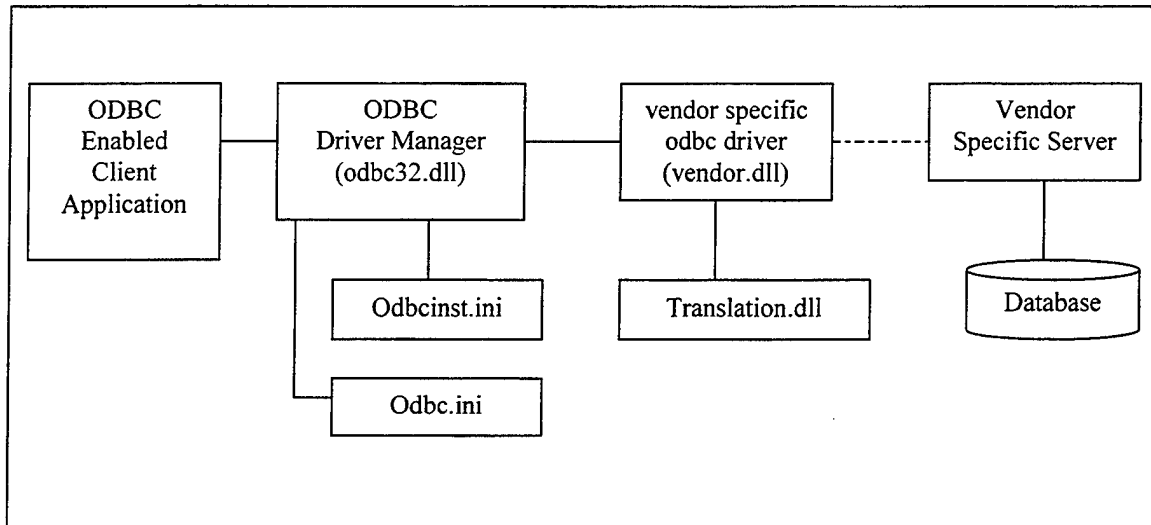 ODBC
Enabled
Client
Application
ODBC
Driver Manager
(odbc32.dll)
vendor specific
odbc driver
(vendor.dll)
Vendor
Specific Server
Odbcinst.ini
Translation.dll
Database
Odbc.ini